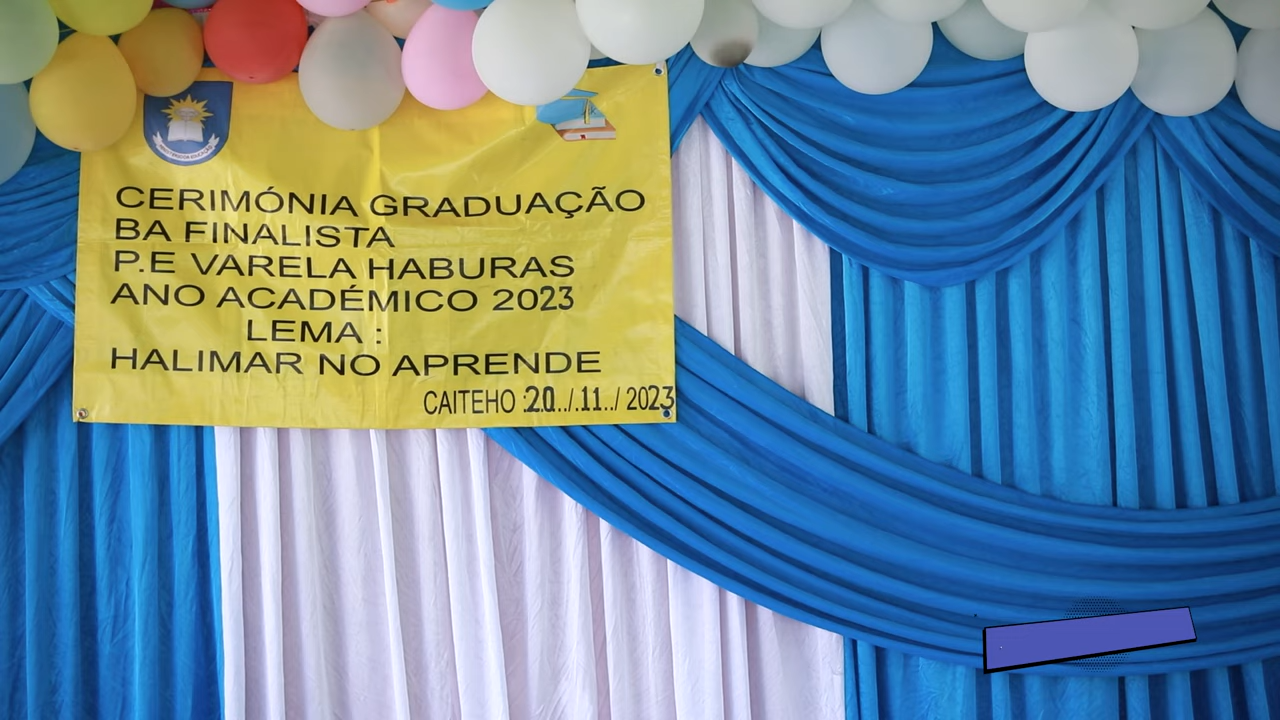 CERIMÓNIA GRADUAÇÃO
BA FINALISTA
P.E VARELA HABURAS
ANO ACADÉMICO 2023
LEMA :
HALIMAR NO APRENDE
CAITEHO :20../.11../ 2023